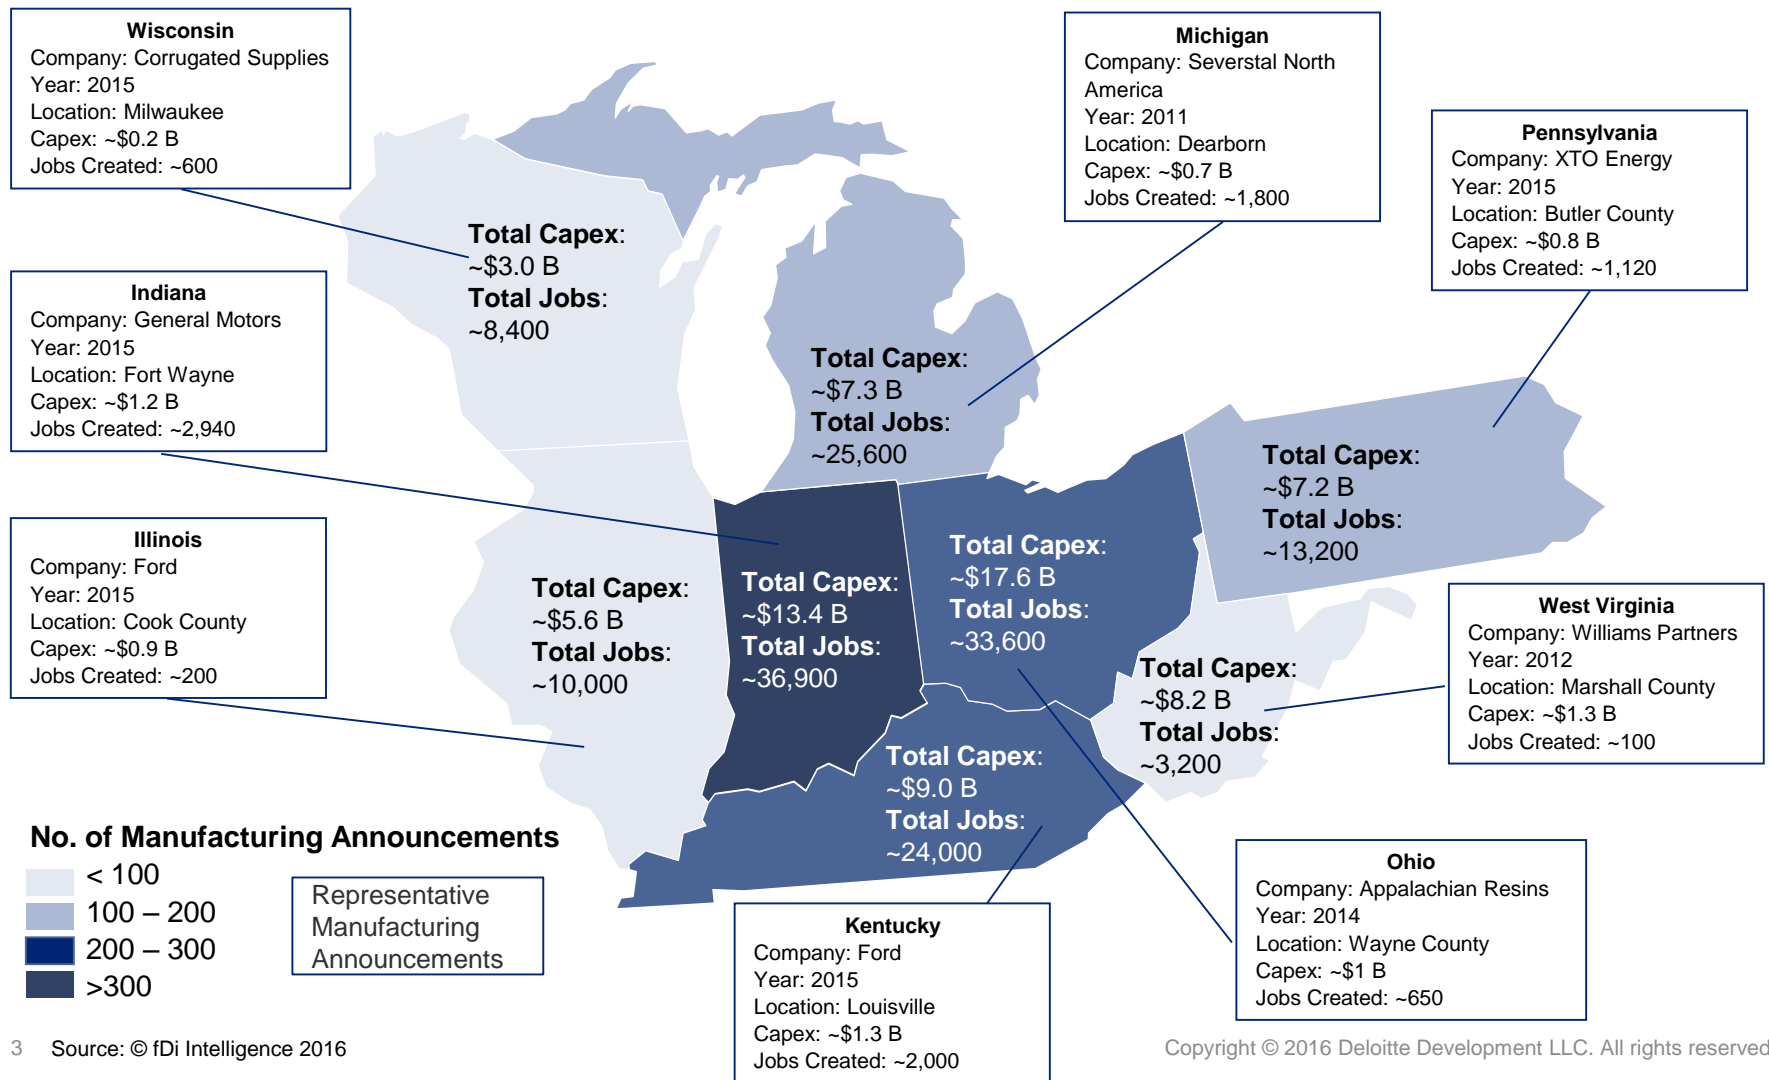 Wisconsin
Company: Corrugated Supplies
Year: 2015
Location: Milwaukee
Capex: ~$0.2 B
Jobs Created: ~600
Michigan
Company: Severstal North
America
Year: 2011
Location: Dearborn
Capex: ~$0.7 B
Jobs Created: ~1,800
Pennsylvania
Company: XTO Energy
Year: 2015
Location: Butler County
Capex: ~$0.8 B
Jobs Created: ~1,120
Indiana
Company: General Motors
Year: 2015
Location: Fort Wayne
Capex: ~$1.2 B
Jobs Created: ~2,940
Illinois
Company: Ford
Year: 2015
Location: Cook County
Capex: ~$0.9 B
Jobs Created: ~200
Total Capex:
~$3.0 B
Total Jobs:
~8,400
Total Capex:
~$7.3 B
Total Jobs:
~25,600
Total Capex:
~$7.2 B
Total Jobs:
~13,200
Total Capex:
~$5.6 B
Total Jobs:
~10,000
Total Capex:
~$13.4 B
Total Jobs:
~36,900
Total Capex:
~$17.6 B
Total Jobs:
~33,600
Total Capex:
~$8.2 B
Total Jobs:
~3,200
Total Capex:
~$9.0 B
Total Jobs:
~24,000
West Virginia
Company: Williams Partners
Year: 2012
Location: Marshall County
Capex: ~$1.3 B
Jobs Created: ~100
Ohio
Company: Appalachian Resins
Year: 2014
Location: Wayne County
Capex: ~$1 B
Jobs Created: ~650
Kentucky
Company: Ford
Year: 2015
Location: Louisville
Capex: ~$1.3 B
Jobs Created: ~2,000
No. of Manufacturing Announcements
< 100
100 – 200
200 – 300
>300
Representative
Manufacturing
Announcements
3 Source: © fDi Intelligence 2016
Copyright © 2016 Deloitte Development LLC. All rights reserved